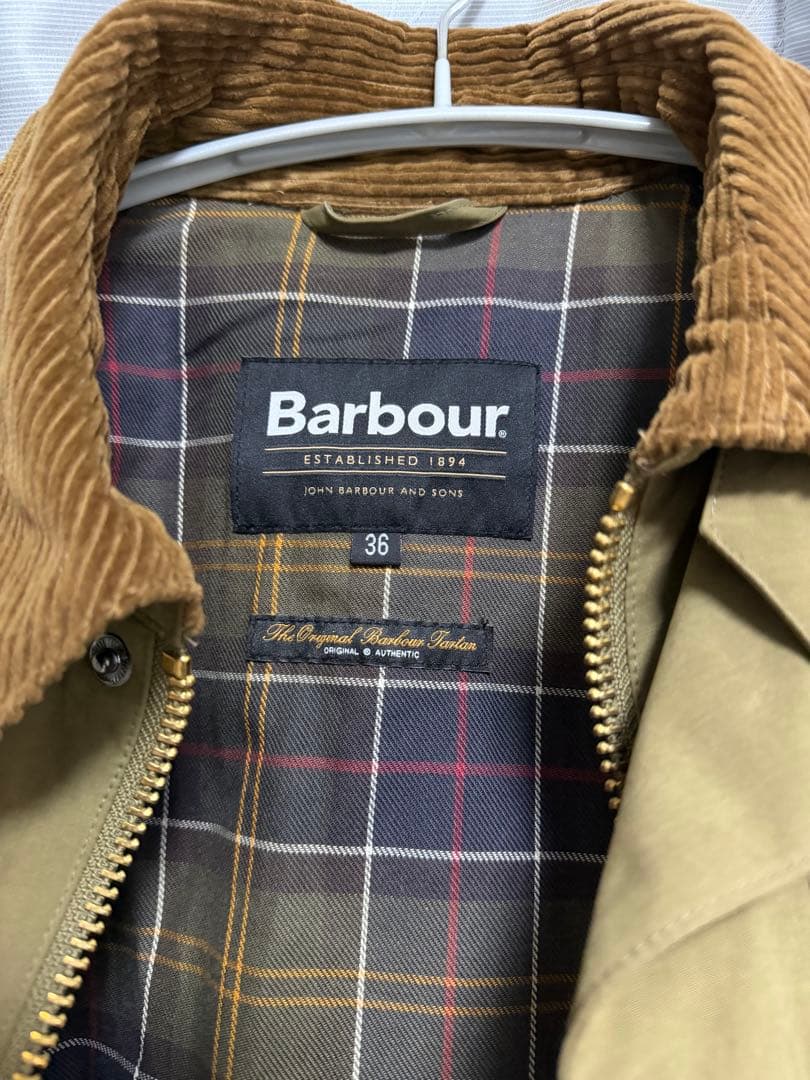 Barbour®
ESTABLISHED 1894
JOHN BARBOUR AND SONS
36
The Original Barbour Tartan
ORIGINAL ® AUTHENTIC